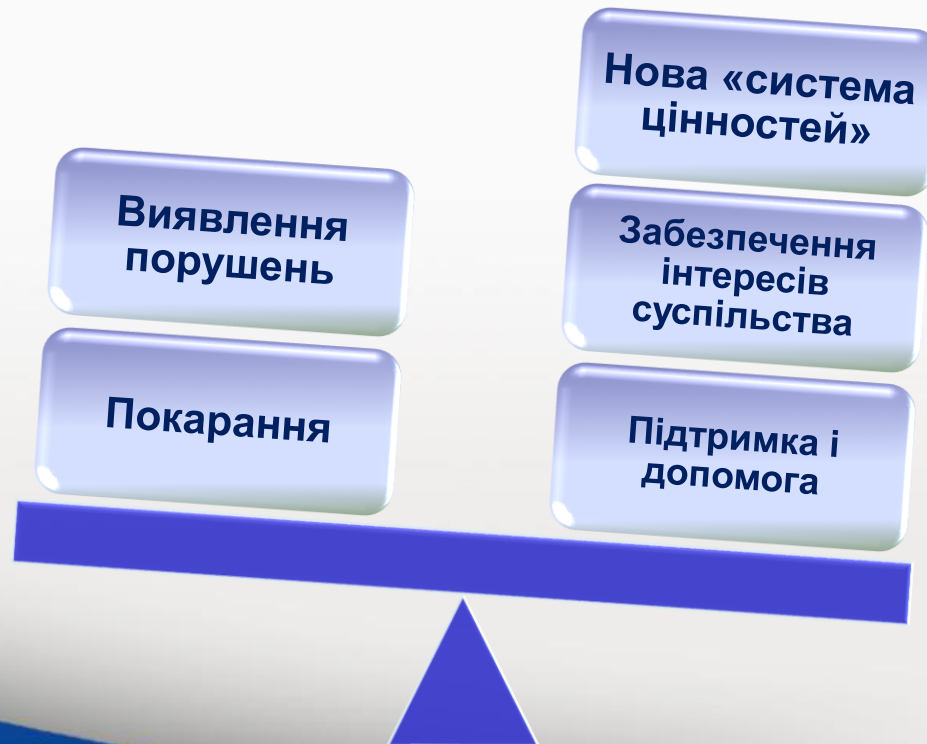 Виявлення
порушень
Покарання
Нова «система
цінностей»
Забезпечення
інтересів
суспільства
Підтримка і
допомога